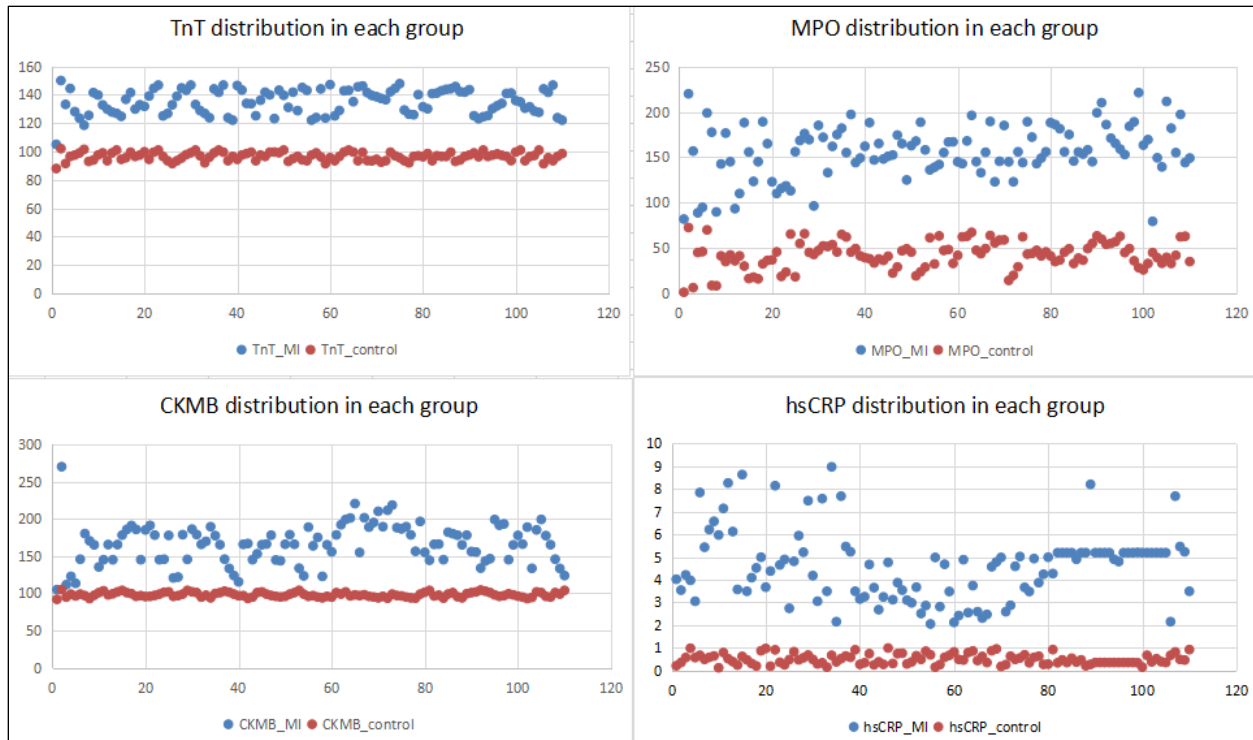 TnT distribution in each group
160
140
120
100
80
60
40
20
0
0 20 40 60 80 100 120
TnT_MI TnT_control
MPO distribution in each group
250
200
150
100
50
0
0 20 40 60 80 100 120
MPO_MI MPO_control
CKMB distribution in each group
300
250
200
150
100
50
0
0 20 40 60 80 100 120
CKMB_MI CKMB_control
hsCRP distribution in each group
10
9
8
7
6
5
4
3
2
1
0
0 20 40 60 80 100 120
hsCRP_MI hsCRP_control